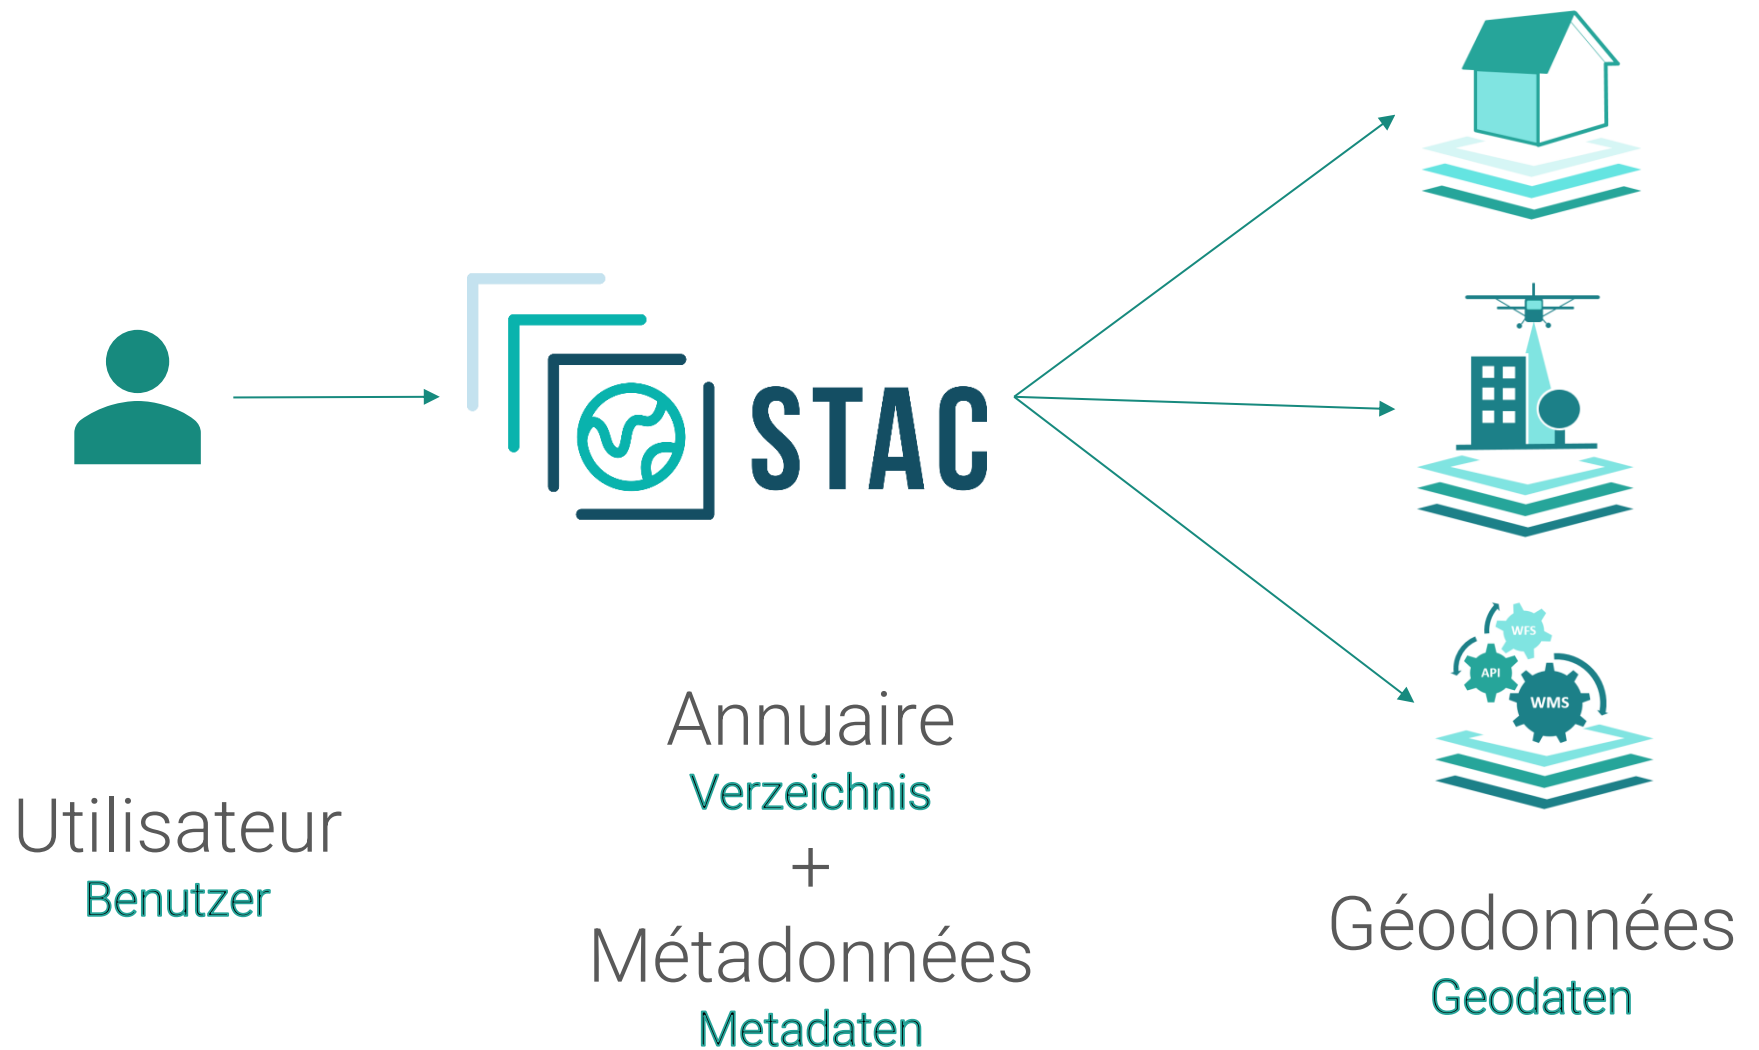 STAC
WFS
API
WMS
Utilisateur
Benutzer
Annuaire
Verzeichnis
+
Métadonnées
Metadaten
Géodonnées
Geodaten